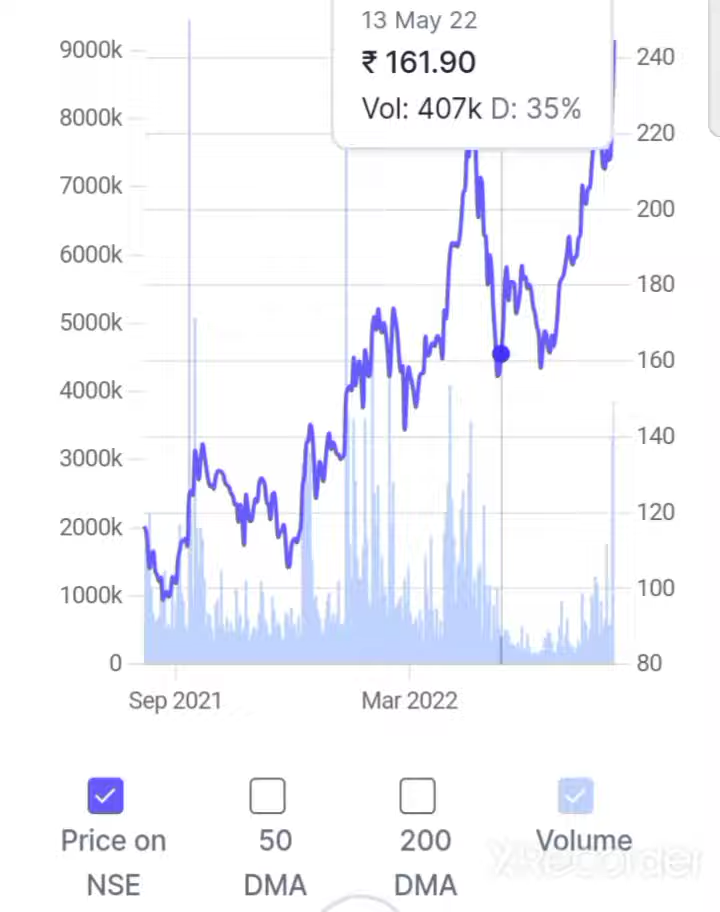 13 May 22
₹ 161.90
Vol: 407k D: 35%
9000k
8000k
7000k
6000k
5000k
4000k
3000k
2000k
1000k
0
240
220
200
180
160
140
120
100
80
Sep 2021 Mar 2022
Price on NSE
50 DMA
200 DMA
Volume
XRecorder